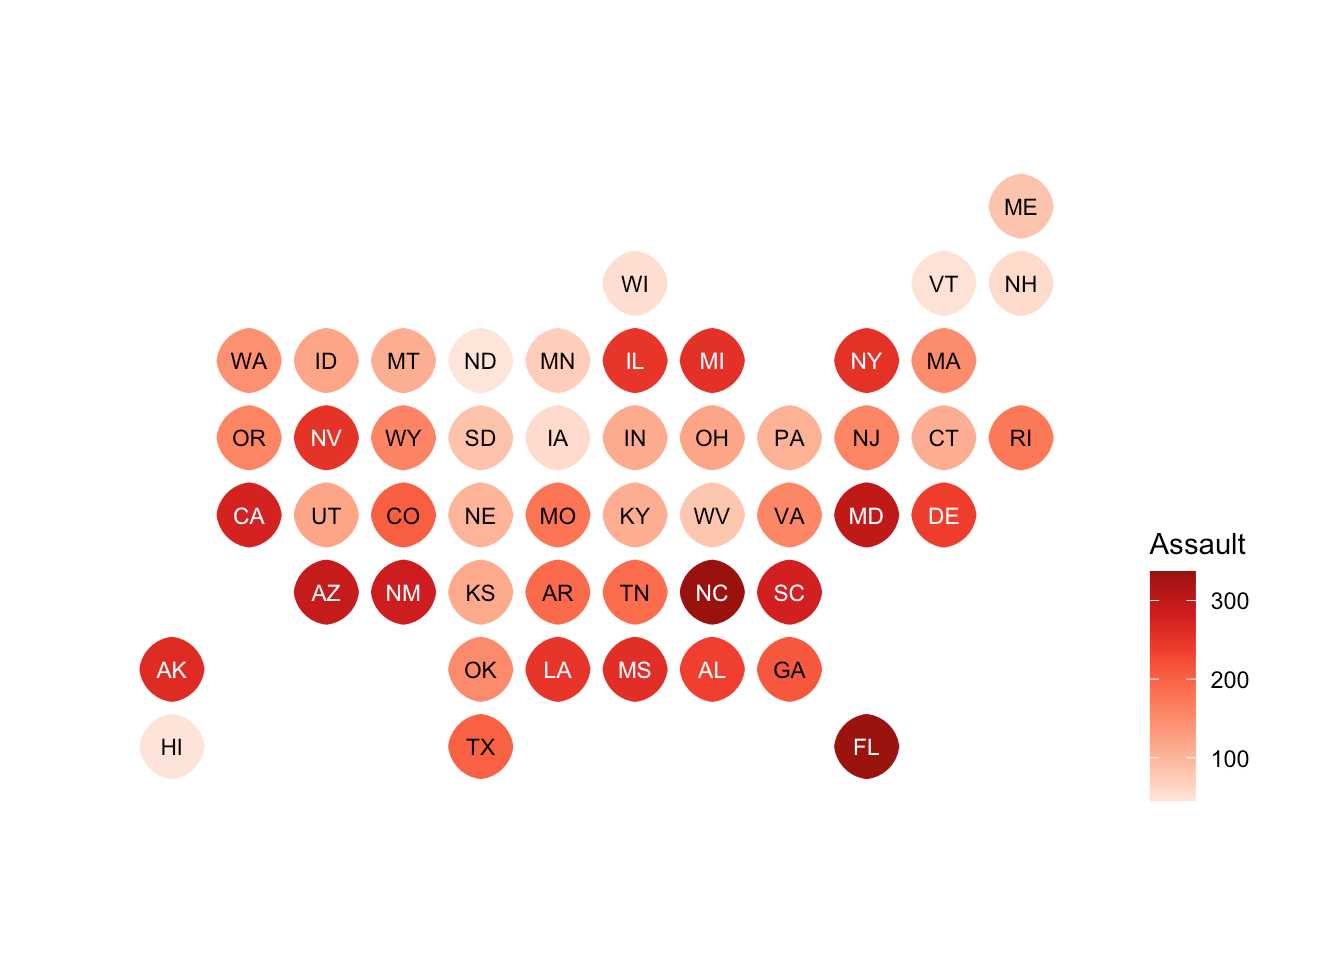 ME
WI VT NH
WA ID MT ND MN IL MI NY MA
OR NV WY SD IA IN OH PA NJ CT RI
CA UT CO NE MO KY WV VA MD DE
AZ NM KS AR TN NC SC
AK OK LA MS AL GA
HI TX FL
Assault
300
200
100